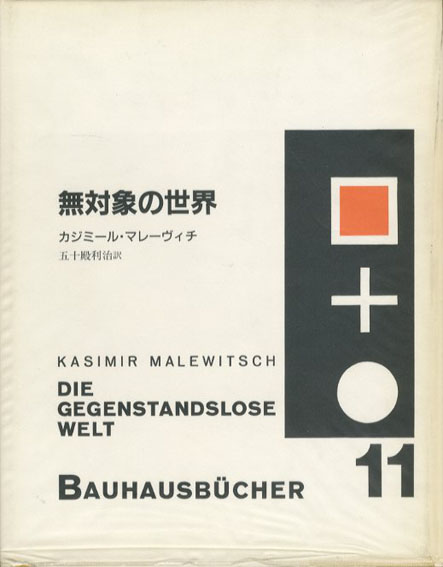 無対象の世界
カジミール・マレーヴィチ
五十殿利治訳
KASIMIR MALEWITSCH
DIE
GEGENSTANDSLOSE
WELT
11
BAUHAUSBÜCHER